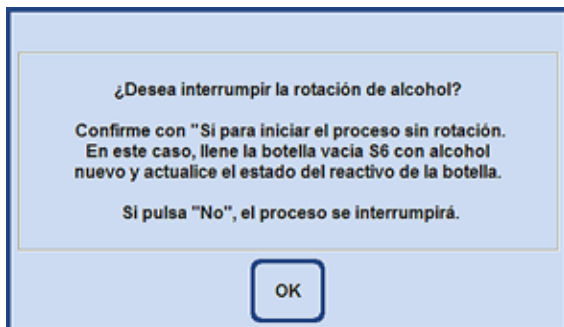 ¿Desea interrumpir la rotación de alcohol?
Confirme con "Sí para iniciar el proceso sin rotación.
En este caso, llene la botella vacía S6 con alcohol
nuevo y actualice el estado del reactivo de la botella.
Si pulsa "No", el proceso se interrumpirá.
OK